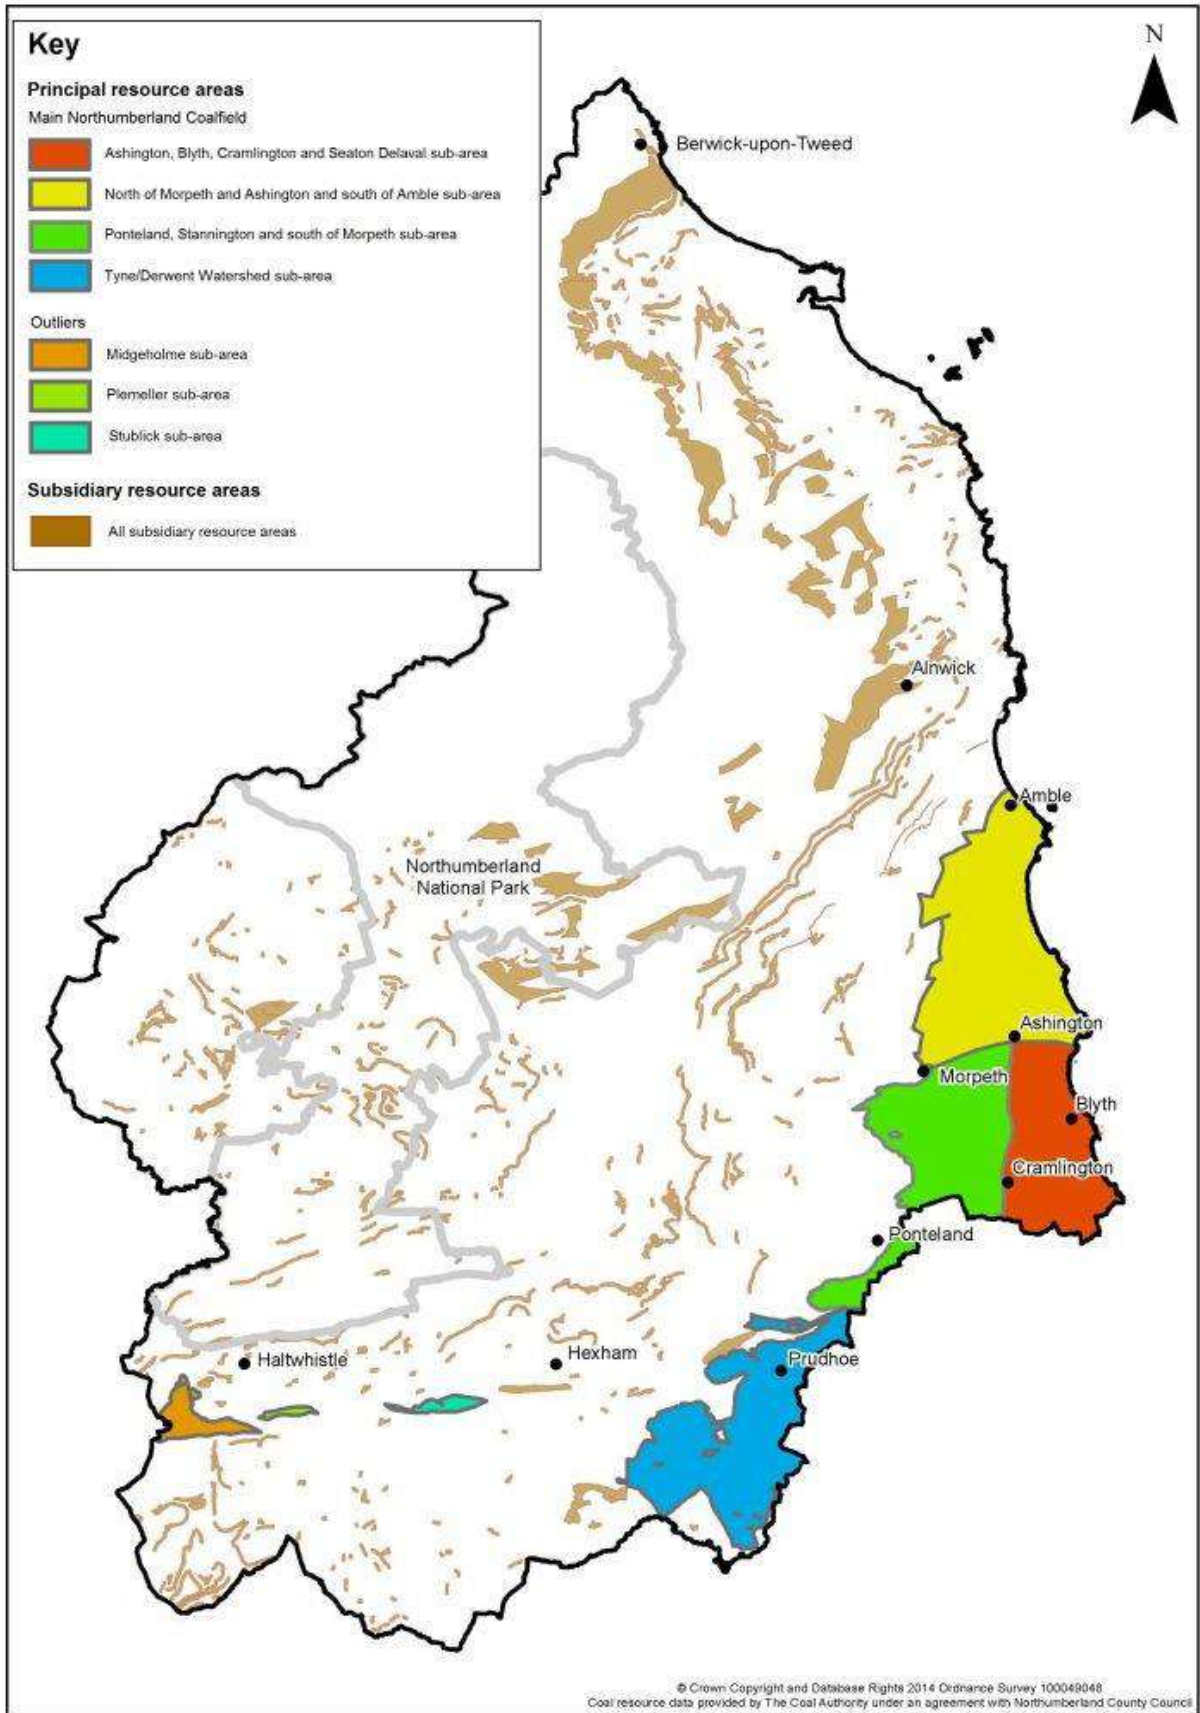 Key
Principal resource areas
Main Northumberland Coalfield
Ashington, Blyth, Cramlington and Seaton Delaval sub-area
North of Morpeth and Ashington and south of Amble sub-area
Ponteland, Stannington and south of Morpeth sub-area
Tyne/Derwent Watershed sub-area
Outliers
Midgeholme sub-area
Plemeller sub-area
Stublick sub-area
Subsidiary resource areas
All subsidiary resource areas
N
Berwick-upon-Tweed
Alnwick
Amble
Northumberland
National Park
Ashington
Morpeth
Blyth
Cramlington
Ponteland
Haltwhistle
Hexham
Prudhoe
© Crown Copyright and Database Rights 2014 Ordnance Survey 100049048
Coal resource data provided by The Coal Authority under an agreement with Northumberland County Council